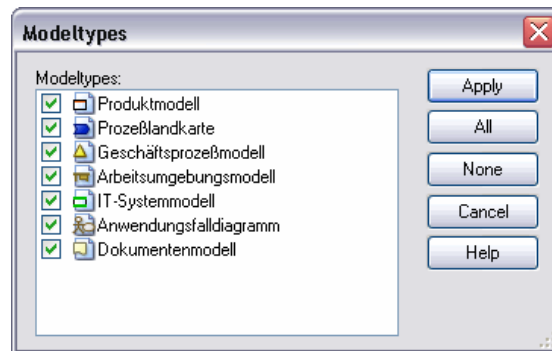 Modeltypes
Modeltypes:
Produktmodell
Prozeßlandkarte
Geschäftsprozeßmodell
Arbeitsumgebungsmodell
IT-Systemmodell
Anwendungsfalldiagramm
Dokumentenmodell
Apply
All
None
Cancel
Help